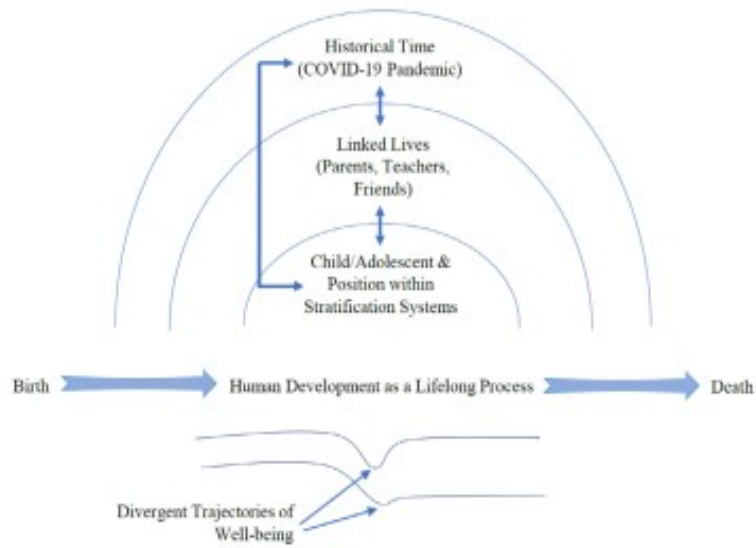 Historical Time
(COVID-19 Pandemic)
Linked Lives
(Parents, Teachers,
Friends)
Child/Adolescent &
Position within
Stratification Systems
Birth
Human Development as a Lifelong Process
Death
Divergent Trajectories of
Well-being